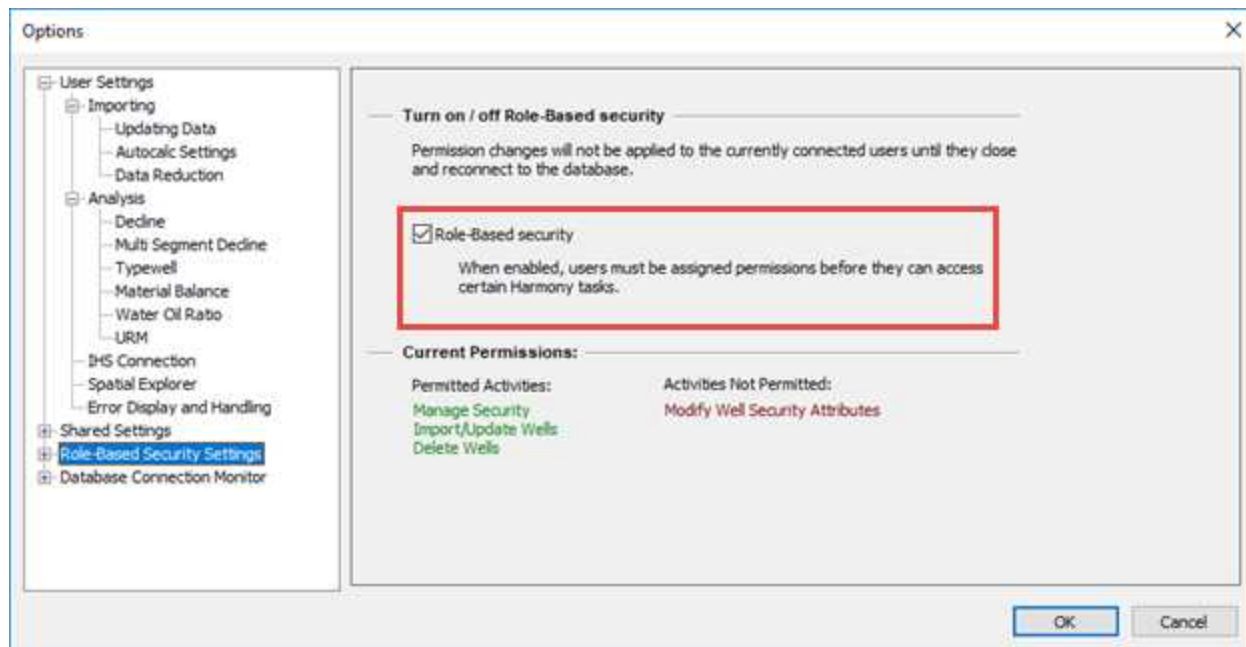 Options
User Settings
Importing
Updating Data
Autocalc Settings
Data Reduction
Analysis
Decline
Multi Segment Decline
Typewell
Material Balance
Water Oil Ratio
URM
IHS Connection
Spatial Explorer
Error Display and Handling
Shared Settings
Role-Based Security Settings
Database Connection Monitor
Turn on / off Role-Based security
Permission changes will not be applied to the currently connected users until they close
and reconnect to the database.
Role-Based security
When enabled, users must be assigned permissions before they can access
certain Harmony tasks.
Current Permissions:
Permitted Activities:
Manage Security
Import/Update Wells
Delete Wells
Activities Not Permitted:
Modify Well Security Attributes
OK
Cancel